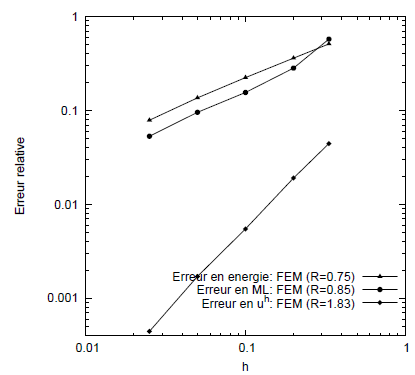 1
0.1
0.01
0.001
Erreur relative
Erreur en energie: FEM (R=0.75)
Erreur en ML: FEM (R=0.85)
Erreur en uʰ: FEM (R=1.83)
0.01 0.1 1
h